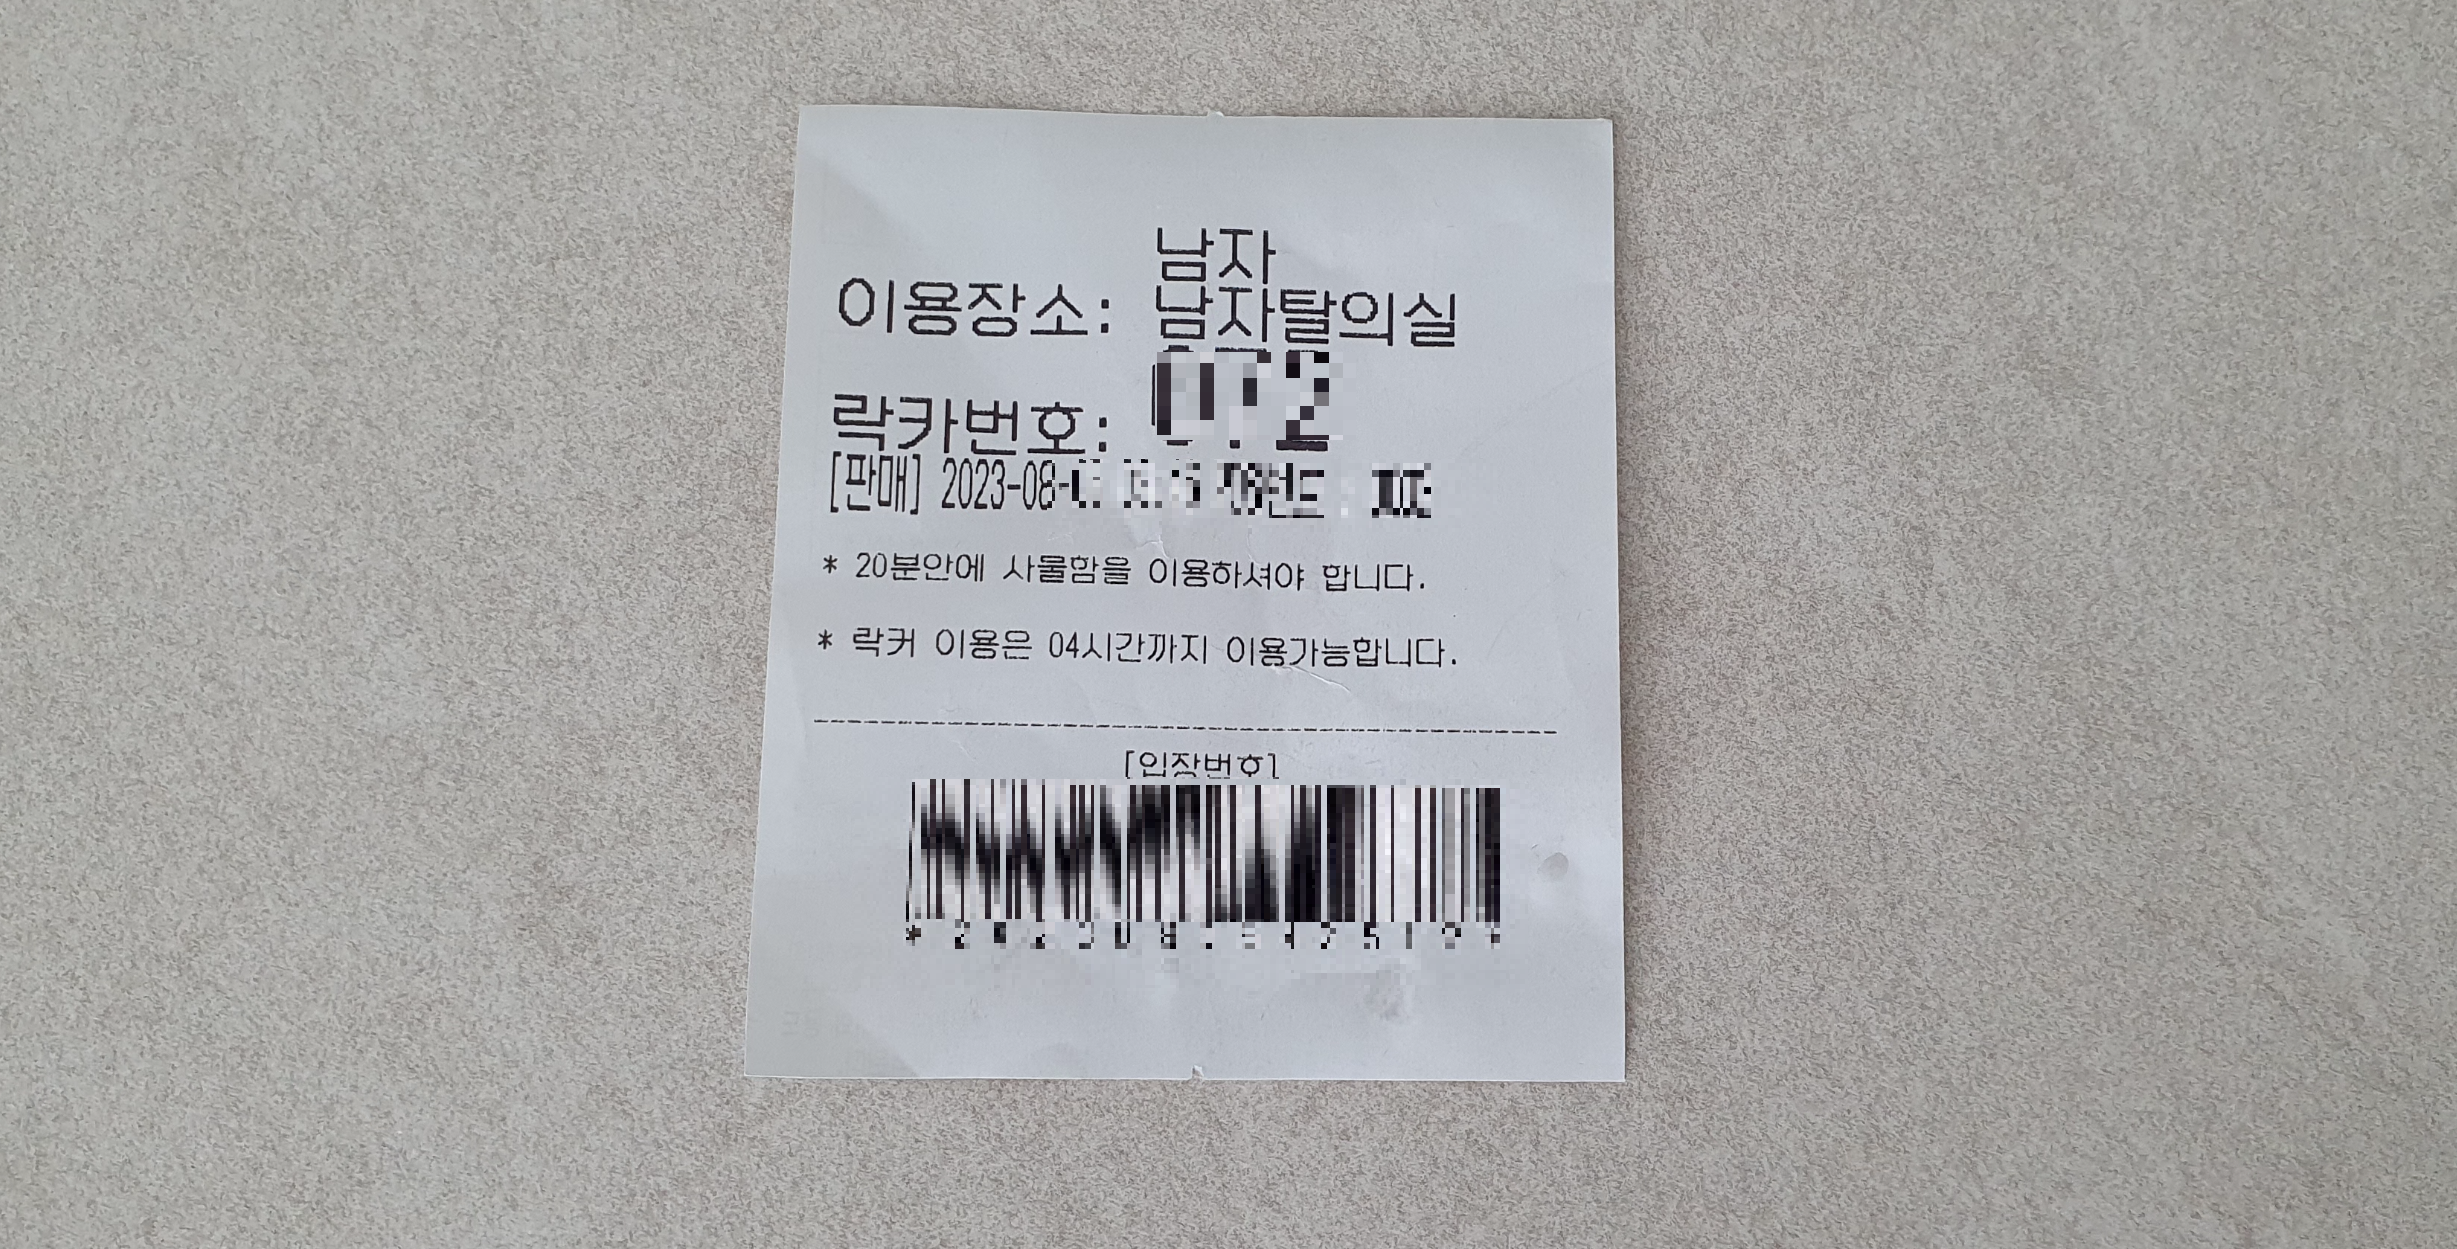 남자
이용장소: 남자탈의실
락카번호:
[판매] 2023-08-
* 20분안에 사물함을 이용하셔야 합니다.
* 락커 이용은 04시간까지 이용가능합니다.
[입장번호]